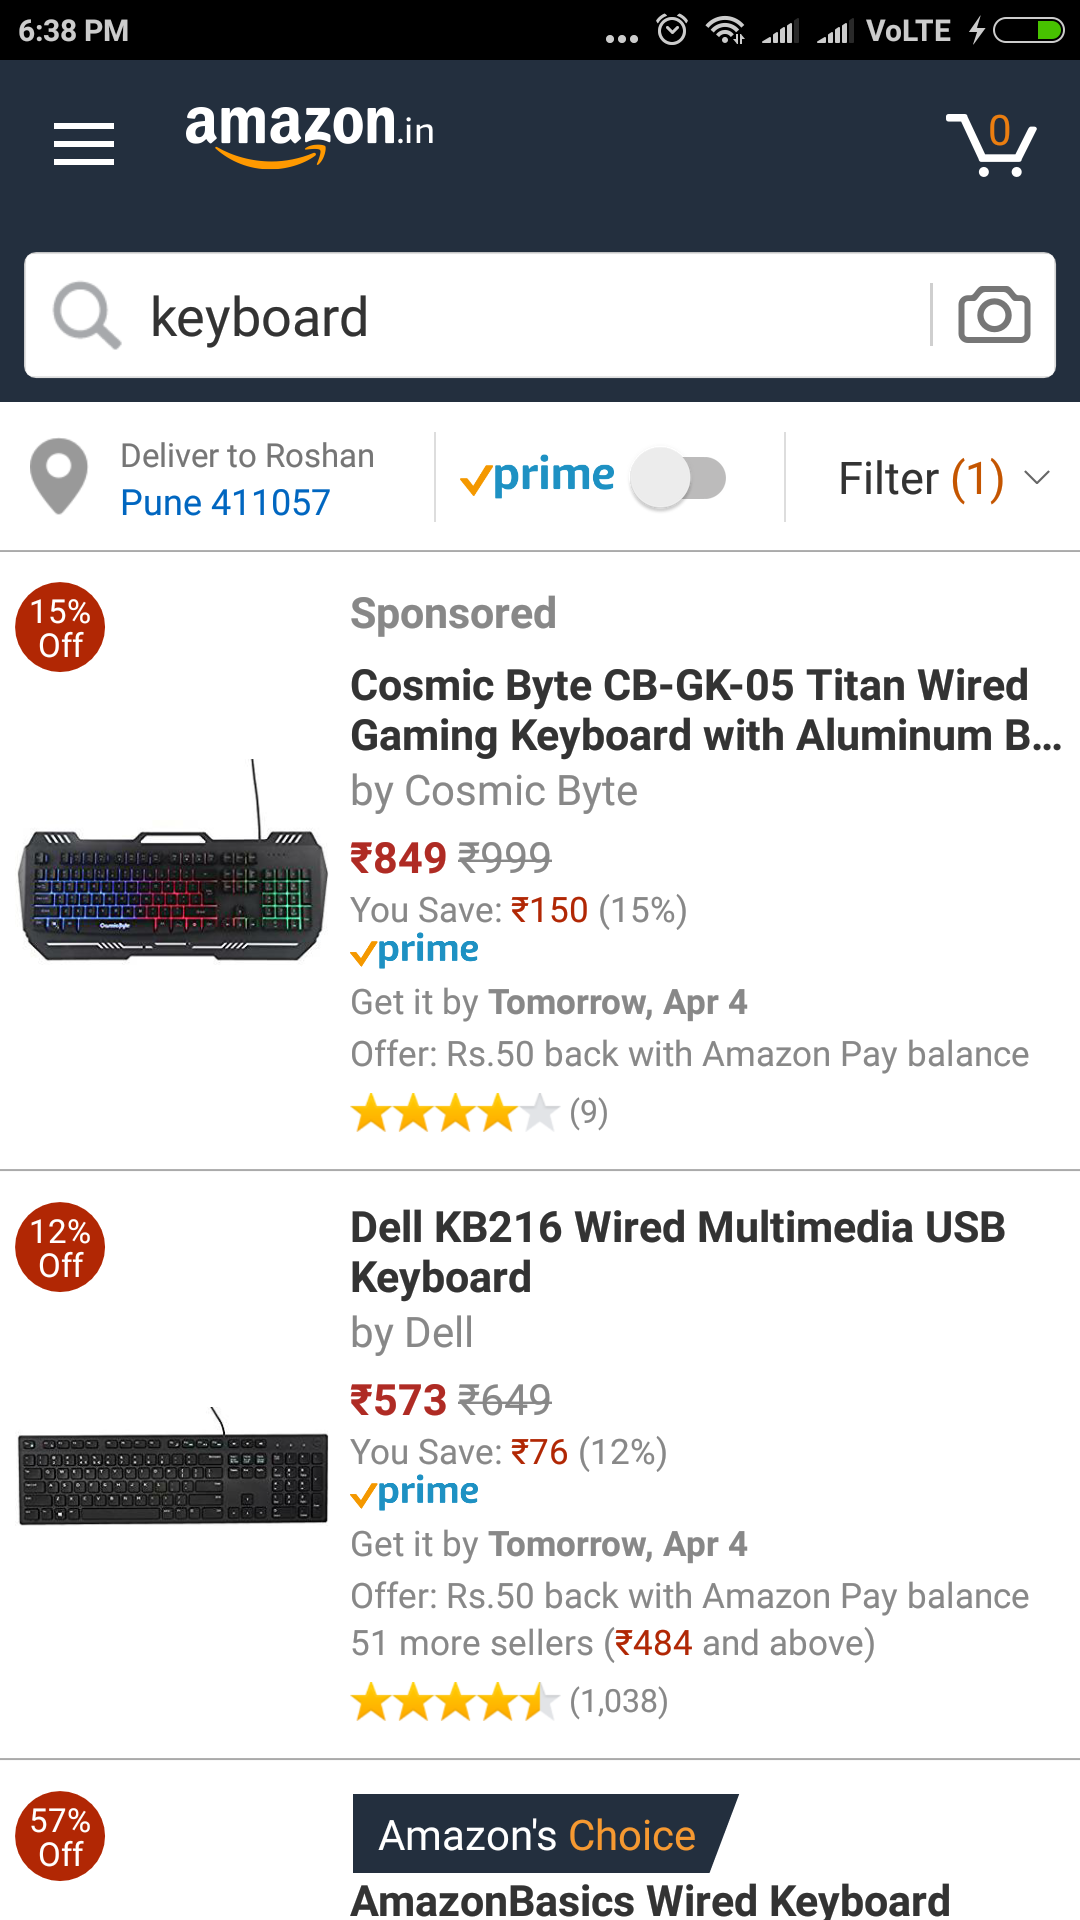 6:38 PM
VoLTE
amazon.in
0
keyboard
Deliver to Roshan
Pune 411057
prime
Filter (1)
15%
Off
Sponsored
Cosmic Byte CB-GK-05 Titan Wired
Gaming Keyboard with Aluminum B...
by Cosmic Byte
₹849 ₹999
You Save: ₹150 (15%)
prime
Get it by Tomorrow, Apr 4
Offer: Rs.50 back with Amazon Pay balance
(9)
12%
Off
Dell KB216 Wired Multimedia USB
Keyboard
by Dell
₹573 ₹649
You Save: ₹76 (12%)
prime
Get it by Tomorrow, Apr 4
Offer: Rs.50 back with Amazon Pay balance
51 more sellers (₹484 and above)
(1,038)
57%
Off
Amazon's Choice
AmazonBasics Wired Keyboard